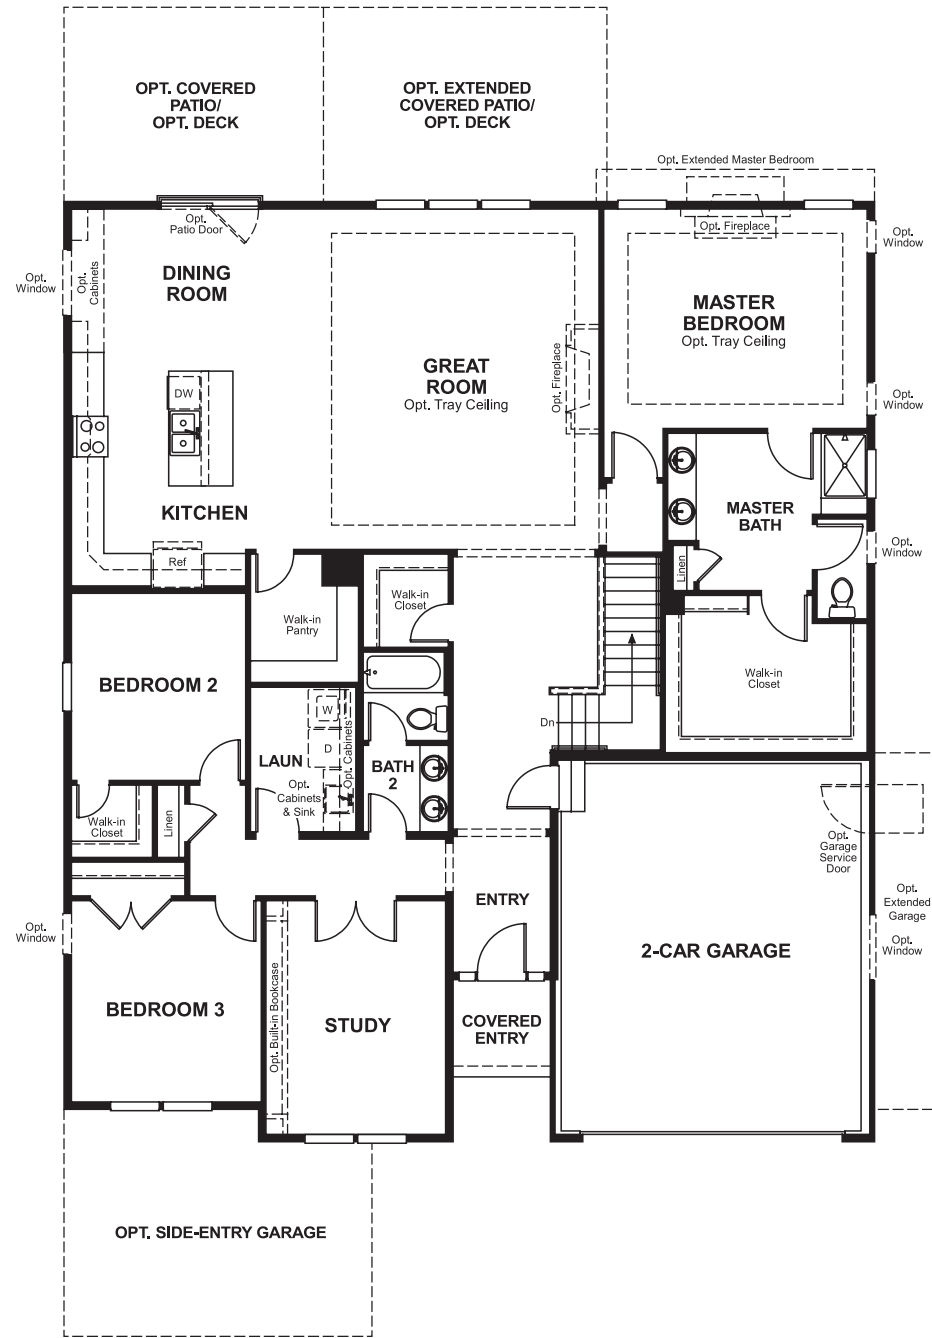 OPT. COVERED
PATIO/
OPT. DECK
OPT. EXTENDED
COVERED PATIO/
OPT. DECK
Opt. Extended Master Bedroom
Opt.
Patio Door
Opt. Fireplace
Opt.
Window
Opt.
Window
Opt.
Cabinets
DINING
ROOM
MASTER
BEDROOM
Opt. Tray Ceiling
GREAT
ROOM
Opt. Tray Ceiling
Opt. Fireplace
DW
Opt.
Window
KITCHEN
MASTER
BATH
Opt.
Window
Ref
Linen
Walk-in
Closet
Walk-in
Pantry
Walk-in
Closet
BEDROOM 2
W
D
Opt. Cabinets
Dn
LAUN
Opt.
Cabinets
& Sink
BATH
2
Walk-in
Closet
Linen
Opt.
Garage
Service
Door
Opt.
Extended
Garage
ENTRY
Opt.
Window
Opt.
Window
2-CAR GARAGE
BEDROOM 3
Opt. Built-in Bookcase
STUDY
COVERED
ENTRY
OPT. SIDE-ENTRY GARAGE